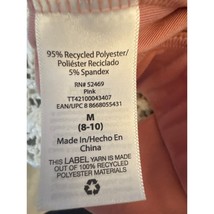 95% Recycled Polyester/
Poliéster Reciclado
5% Spandex
RN# 52469
Pink
TT42100043407
EAN/UPC 8 8668055431
M
(8-10)
Made In/Hecho En
China
This LABEL YARN IS MADE
OUT OF 100% RECYCLED
POLYESTER MATERIALS